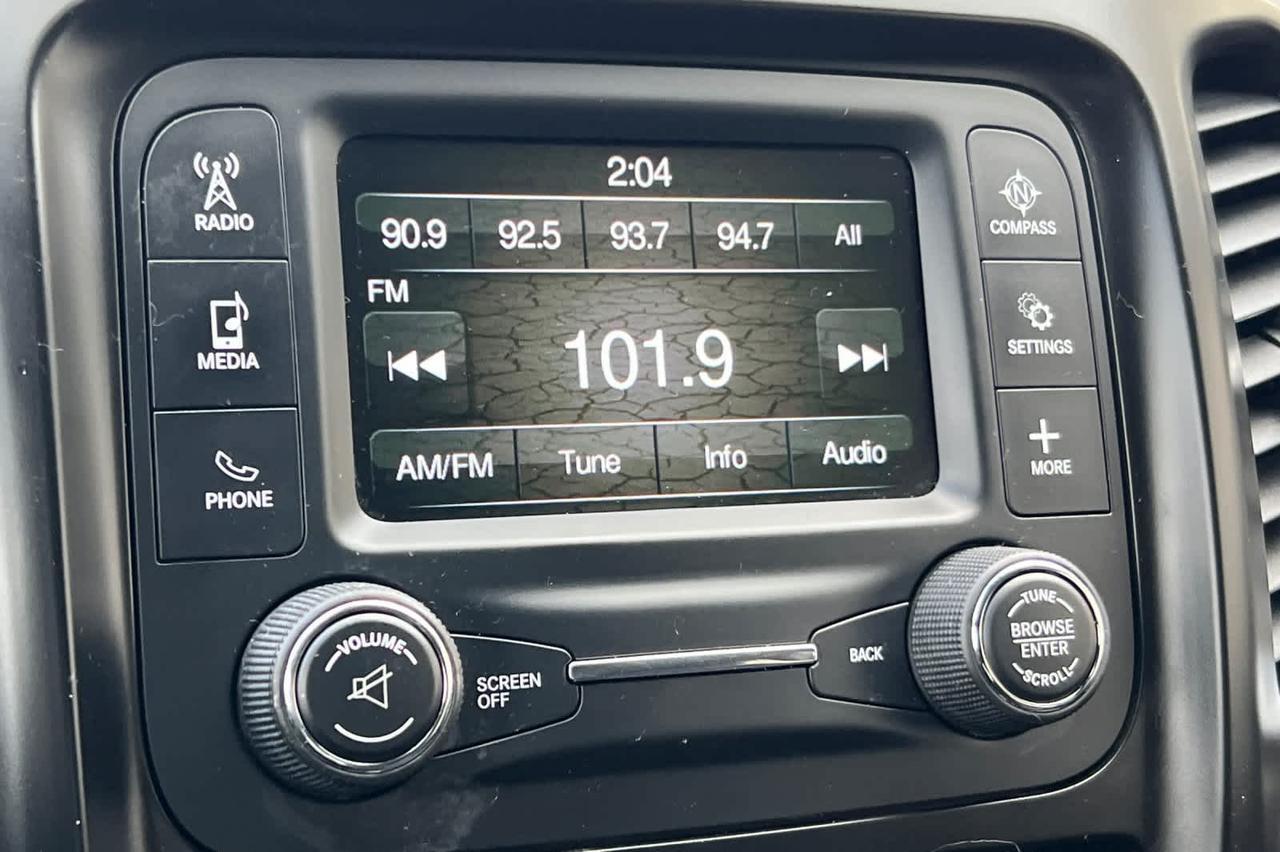 2:04
90.9 92.5 93.7 94.7 All
FM
101.9
AM/FM Tune Info Audio
RADIO
MEDIA
PHONE
N
COMPASS
SETTINGS
MORE
VOLUME
SCREEN
OFF
BACK
TUNE
BROWSE
ENTER
SCROLL